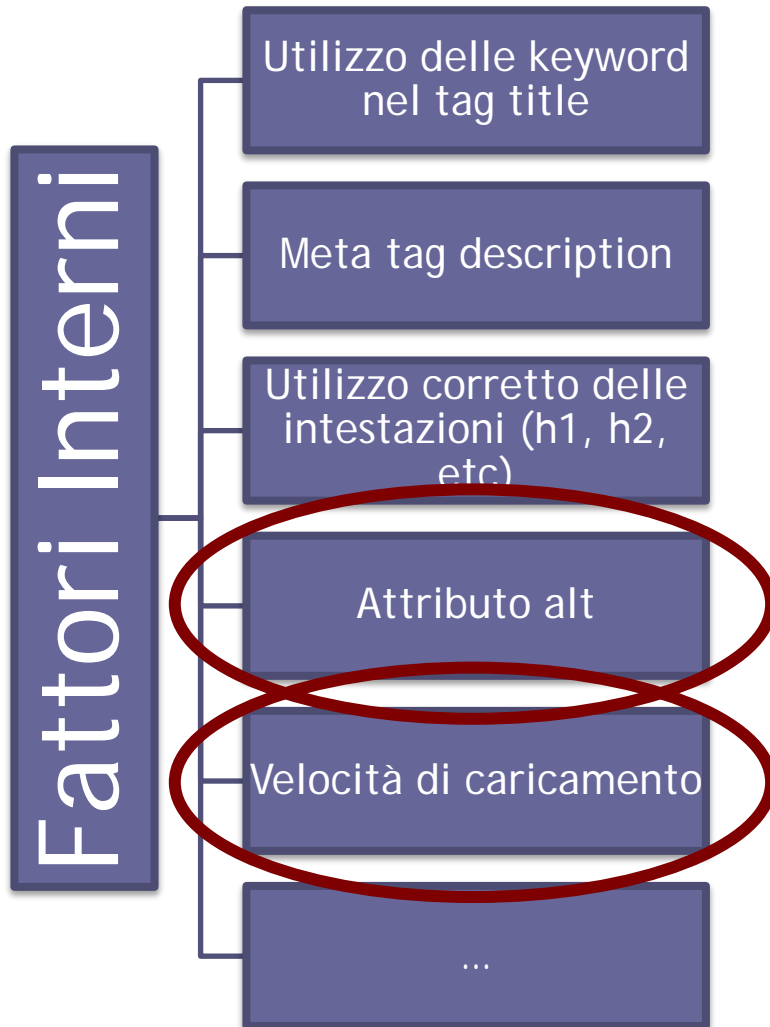 Fattori Interni
Utilizzo delle keyword
nel tag title
Meta tag description
Utilizzo corretto delle
intestazioni (h1, h2,
etc)
Attributo alt
Velocità di caricamento
...